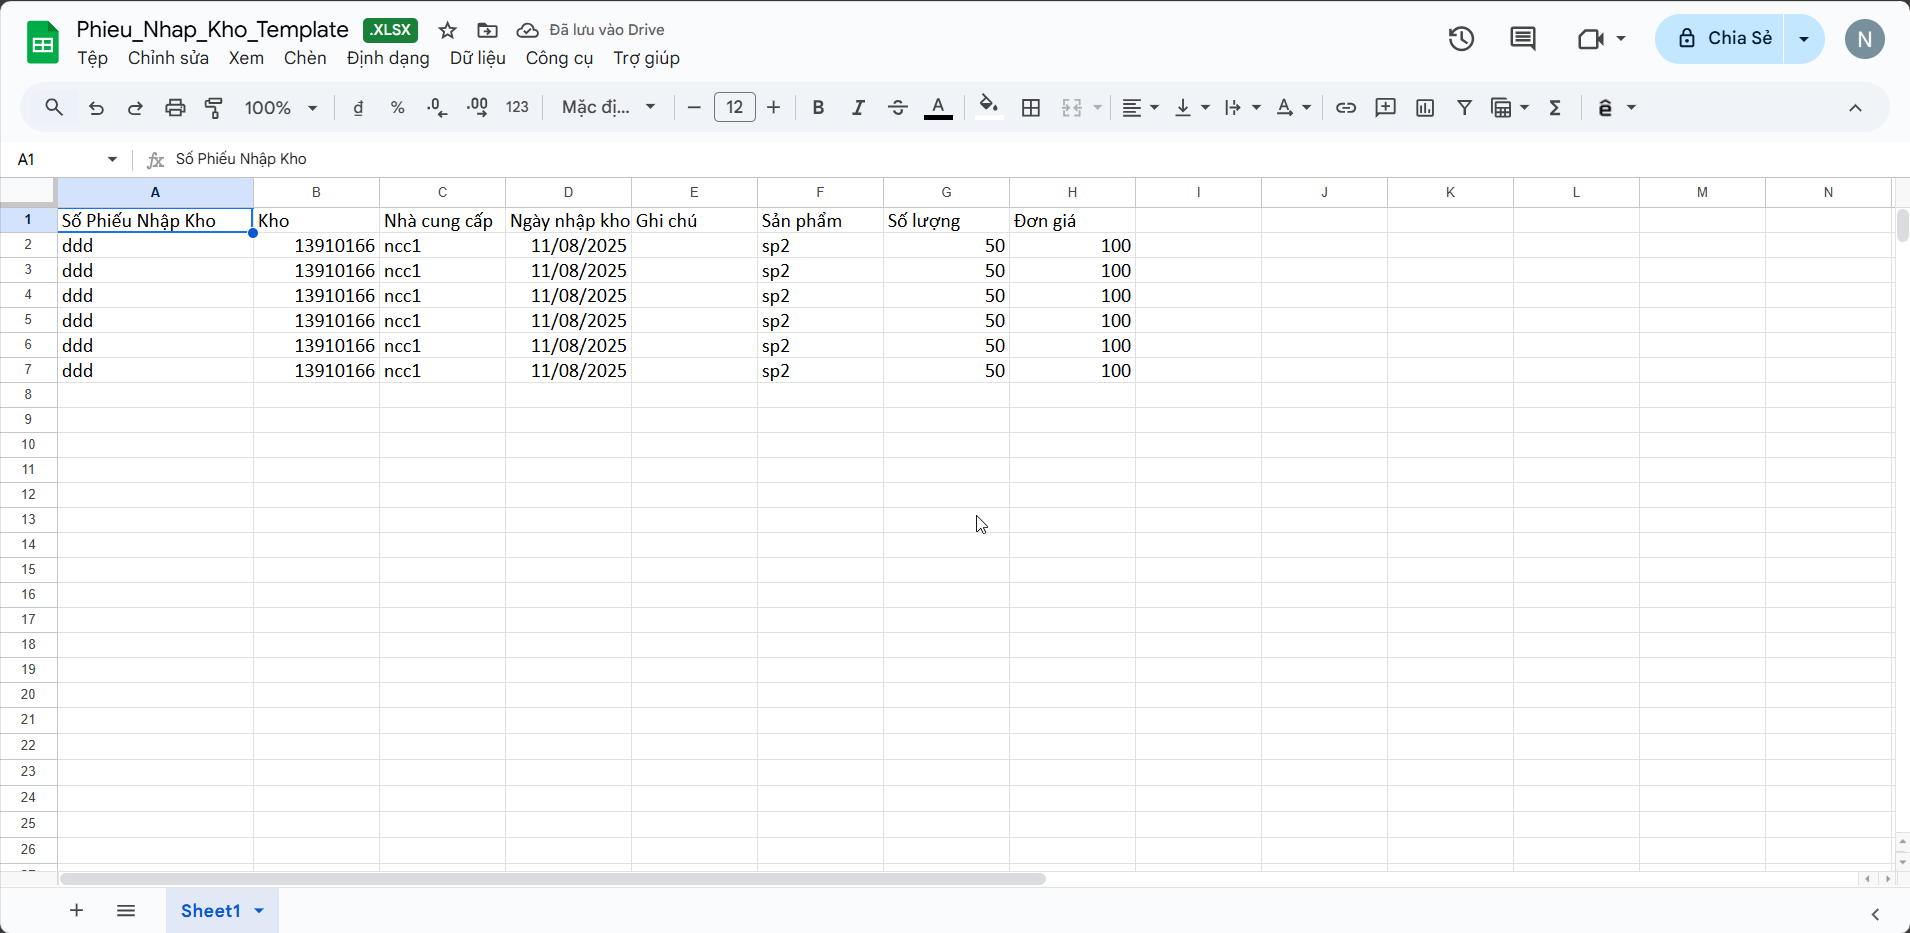 Phieu_Nhap_Kho_Template .XLSX Đã lưu vào Drive
Tệp Chỉnh sửa Xem Chèn Định dạng Dữ liệu Công cụ Trợ giúp
Chia Sẻ
N
100% đ % .0 .00 123 Mặc đị... 12 B I A
A1 fx Số Phiếu Nhập Kho
A B C D E F G H I J K L M N
1 Số Phiếu Nhập Kho Kho Nhà cung cấp Ngày nhập kho Ghi chú Sản phẩm Số lượng Đơn giá
2 ddd 13910166 ncc1 11/08/2025 sp2 50 100
3 ddd 13910166 ncc1 11/08/2025 sp2 50 100
4 ddd 13910166 ncc1 11/08/2025 sp2 50 100
5 ddd 13910166 ncc1 11/08/2025 sp2 50 100
6 ddd 13910166 ncc1 11/08/2025 sp2 50 100
7 ddd 13910166 ncc1 11/08/2025 sp2 50 100
8
9
10
11
12
13
14
15
16
17
18
19
20
21
22
23
24
25
26
Sheet1